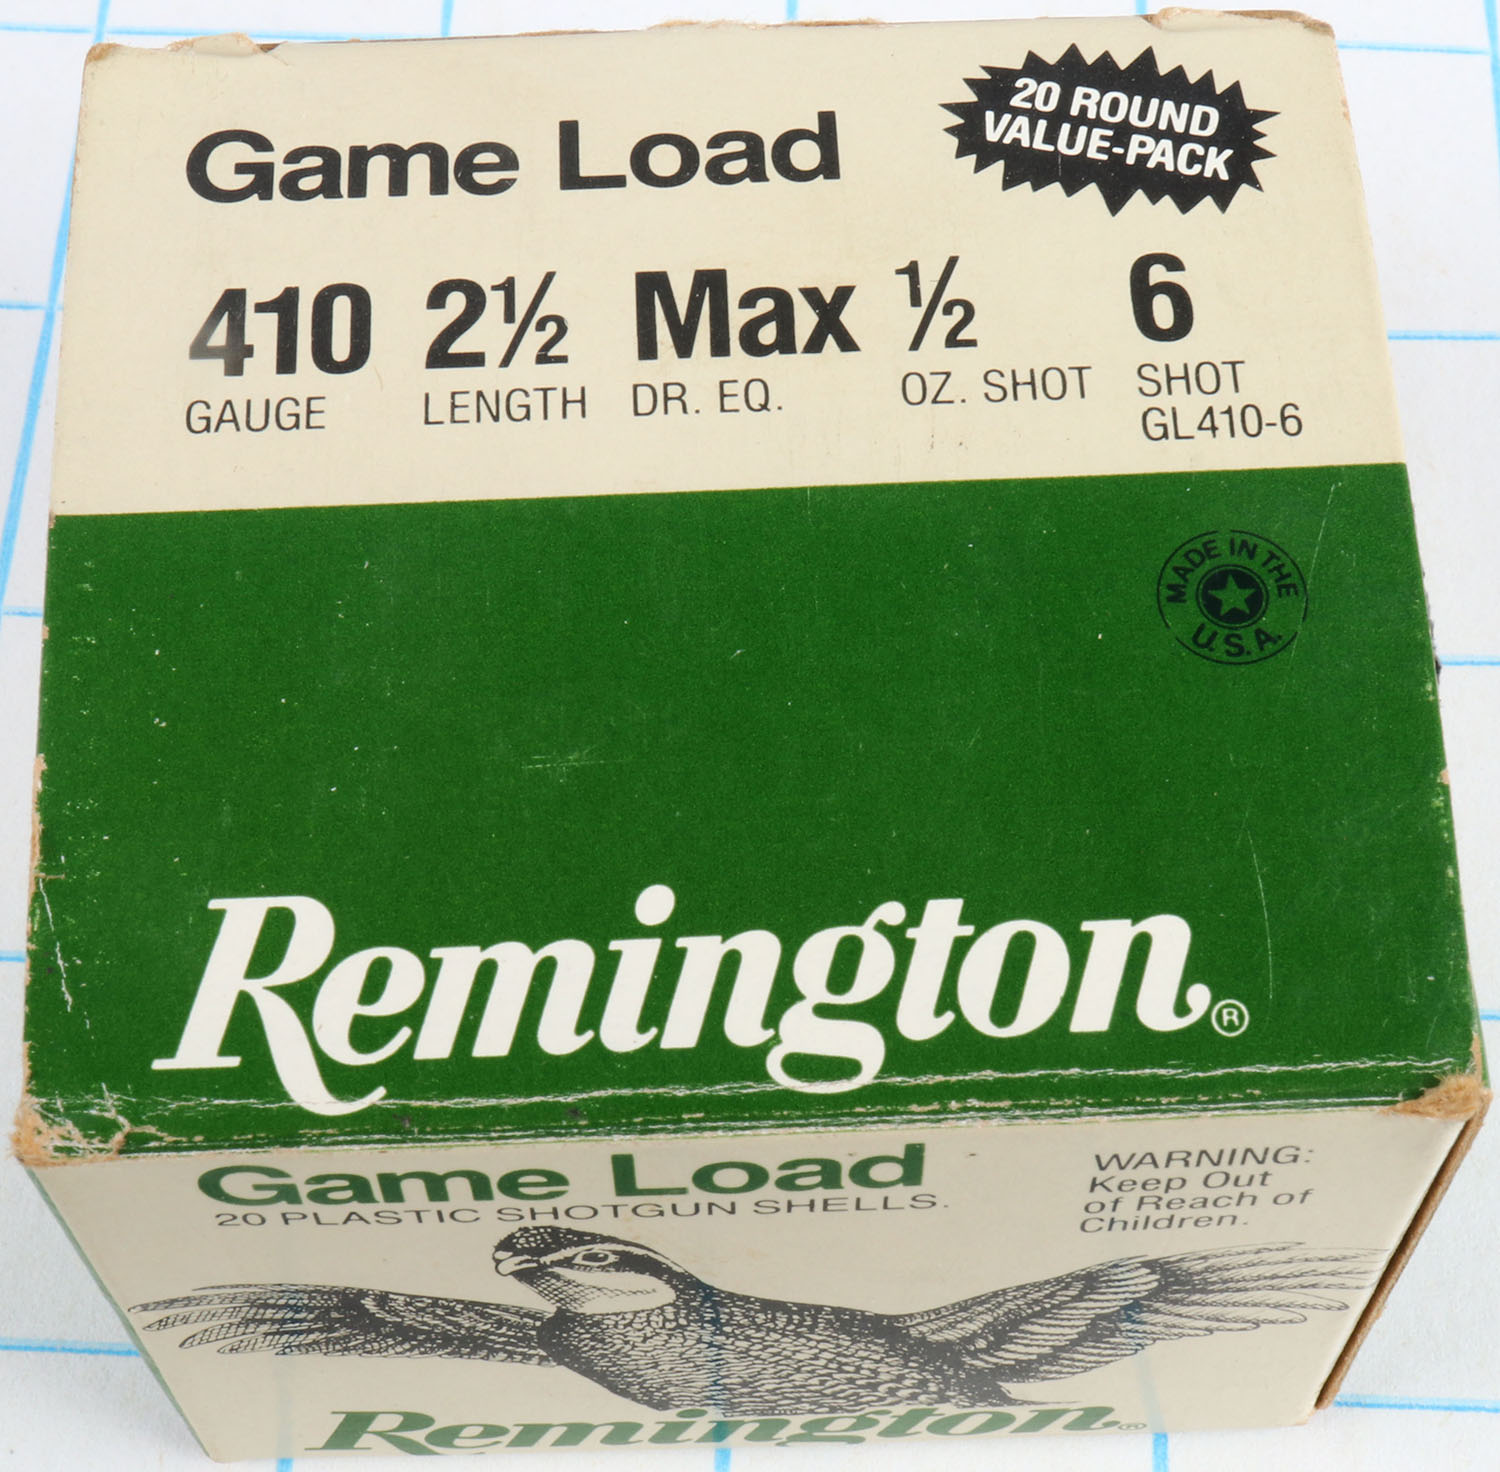 Game Load
20 ROUND
VALUE-PACK
410 2½ Max ½ 6
GAUGE LENGTH DR. EQ. OZ. SHOT SHOT
GL410-6
MADE IN THE
U.S.A.
Remington®
Game Load
20 PLASTIC SHOTGUN SHELLS.
WARNING:
Keep Out
of Reach of
Children.
Remington®